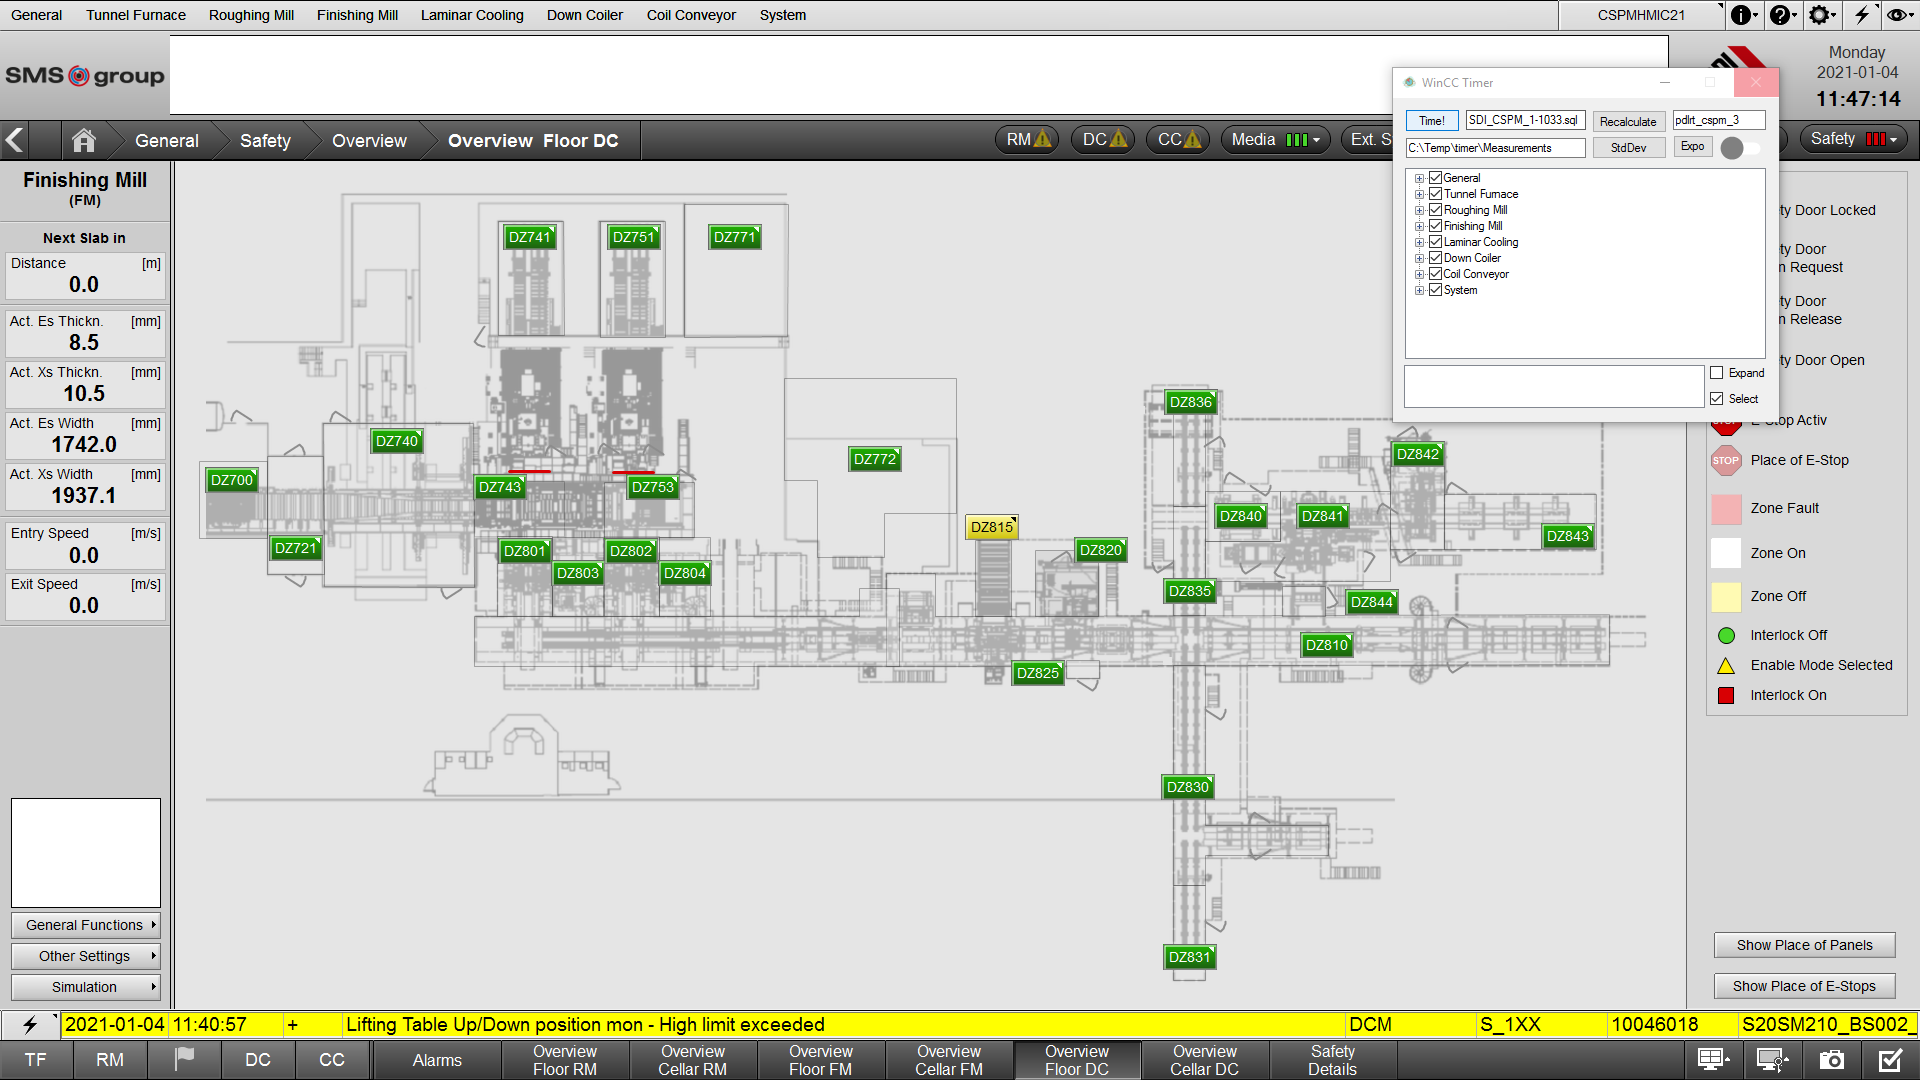 General Tunnel Furnace Roughing Mill Finishing Mill Laminar Cooling Down Coiler Coil Conveyor System CSPMHMIC21
SMS group
Monday
2021-01-04
11:47:14
General Safety Overview Overview Floor DC
RM DC CC Media Ext. S Safety
WinCC Timer
Time! SDI_CSPM_1-1033.sql Recalculate pdlrt_cspm_3
C:\Temp\timer\Measurements StdDev Expo
General
Tunnel Furnace
Roughing Mill
Finishing Mill
Laminar Cooling
Down Coiler
Coil Conveyor
System
Expand
Select
Finishing Mill
(FM)
Next Slab in
Distance [m]
0.0
Act. Es Thickn. [mm]
8.5
Act. Xs Thickn. [mm]
10.5
Act. Es Width [mm]
1742.0
Act. Xs Width [mm]
1937.1
Entry Speed [m/s]
0.0
Exit Speed [m/s]
0.0
General Functions
Other Settings
Simulation
DZ741 DZ751 DZ771
DZ836
DZ740
DZ772
DZ842
DZ700
DZ743 DZ753
DZ815
DZ840 DZ841
DZ843
DZ721
DZ801 DZ802
DZ820
DZ803 DZ804
DZ835
DZ844
DZ810
DZ825
DZ830
DZ831
ty Door Locked
ty Door
n Request
ty Door
n Release
ty Door Open
E-Stop Activ
STOP Place of E-Stop
Zone Fault
Zone On
Zone Off
Interlock Off
Enable Mode Selected
Interlock On
Show Place of Panels
Show Place of E-Stops
2021-01-04 11:40:57 + Lifting Table Up/Down position mon - High limit exceeded DCM S_1XX 10046018 S20SM210_BS002_
TF RM DC CC Alarms
Overview
Floor RM
Overview
Cellar RM
Overview
Floor FM
Overview
Cellar FM
Overview
Floor DC
Overview
Cellar DC
Safety
Details